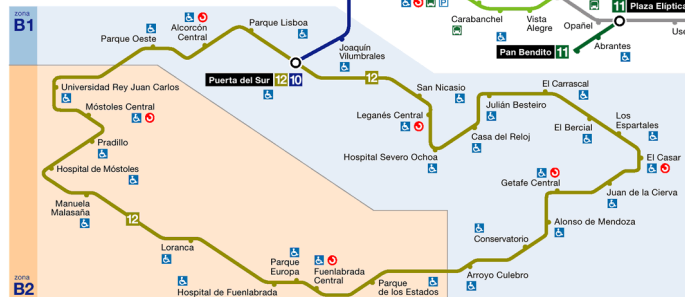 zona
B1
Parque Oeste
Alcorcón
Central
Parque Lisboa
Joaquín
Vilumbrales
Puerta del Sur 12 10
12
Carabanchel
Vista
Alegre
Opañel
11 Plaza Elíptica
Pan Bendito 11
Abrantes
San Nicasio
Leganés Central
Hospital Severo Ochoa
Casa del Reloj
Julián Besteiro
El Carrascal
El Bercial
Los
Espartales
El Casar
Juan de la Cierva
Getafe Central
Alonso de Mendoza
Conservatorio
Arroyo Culebro
Universidad Rey Juan Carlos
Móstoles Central
Pradillo
Hospital de Móstoles
Manuela
Malasaña
12
Loranca
Hospital de Fuenlabrada
Parque
Europa
Fuenlabrada
Central
Parque
de los Estados
zona
B2
P